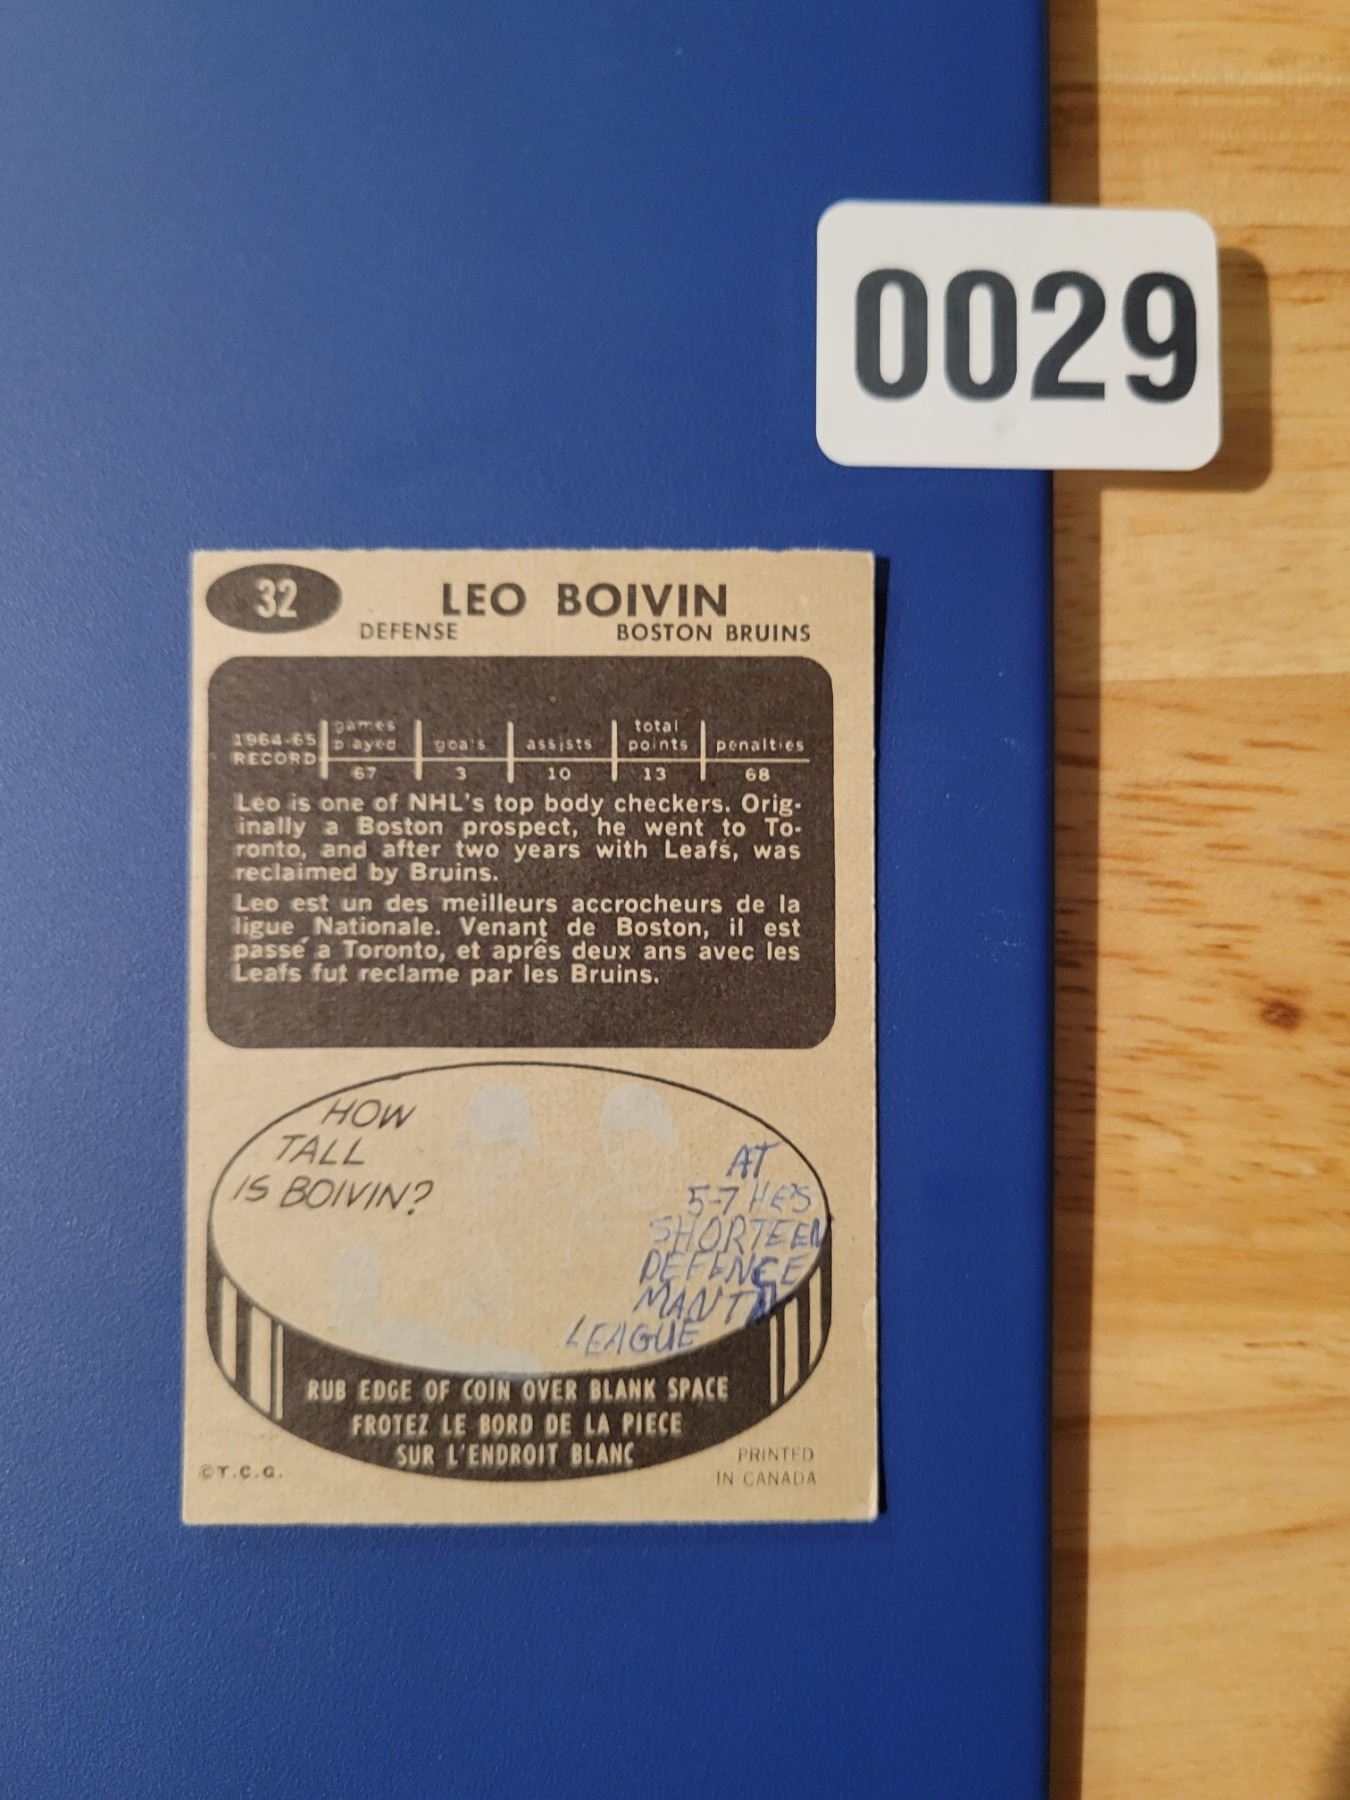 0029
32
LEO BOIVIN
DEFENSE BOSTON BRUINS
1964-65 RECORD games played goals assists total points penalties
67 3 10 13 68
Leo is one of NHL's top body checkers. Orig-
inally a Boston prospect, he went to To-
ronto, and after two years with Leafs, was
reclaimed by Bruins.
Leo est un des meilleurs accrocheurs de la
ligue Nationale. Venant de Boston, il est
passé a Toronto, et aprês deux ans avec les
Leafs fut reclame par les Bruins.
HOW
TALL
IS BOIVIN?
AT
5-7 HE'S
SHORTEEN
DEFENCE
MAN
LEAGUE
RUB EDGE OF COIN OVER BLANK SPACE
FROTEZ LE BORD DE LA PIECE
SUR L'ENDROIT BLANC
©T.C.G.
PRINTED
IN CANADA